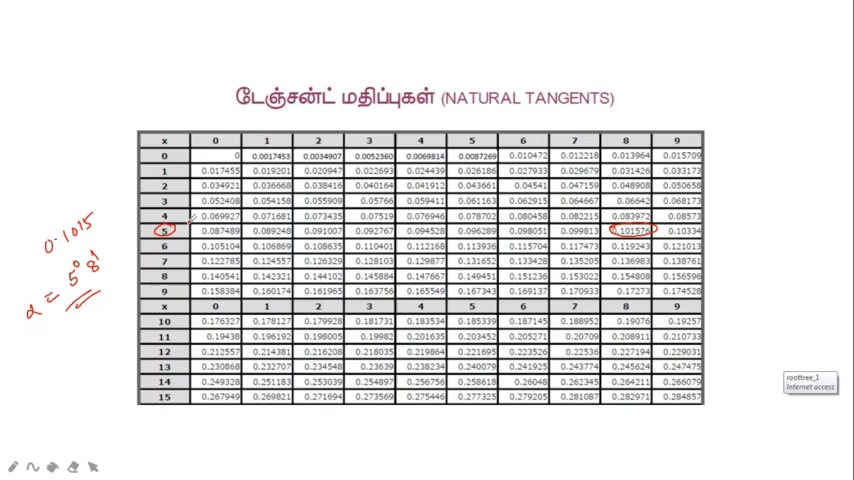 டேஞ்சன்ட் மதிப்புகள் (NATURAL TANGENTS)
x 0 1 2 3 4 5 6 7 8 9
0 0 0.0017453 0.0034907 0.0052360 0.0069814 0.0087269 0.010472 0.012218 0.013964 0.015709
1 0.017455 0.019201 0.020947 0.022693 0.024439 0.026186 0.027933 0.029679 0.031426 0.033173
2 0.034921 0.036668 0.038416 0.040164 0.041912 0.043661 0.04541 0.047159 0.048908 0.050658
3 0.052408 0.054158 0.055909 0.05766 0.059411 0.061163 0.062915 0.064667 0.06642 0.068173
4 0.069927 0.071681 0.073435 0.07519 0.076946 0.078702 0.080458 0.082215 0.083972 0.08573
5 0.087489 0.089248 0.091007 0.092767 0.094528 0.096289 0.098051 0.099813 0.101576 0.10334
6 0.105104 0.106869 0.108635 0.110401 0.112168 0.113936 0.115704 0.117473 0.119243 0.121013
7 0.122785 0.124557 0.126329 0.128103 0.129877 0.131652 0.133428 0.135205 0.136983 0.138761
8 0.140541 0.142321 0.144102 0.145884 0.147667 0.149451 0.151236 0.153022 0.154808 0.156596
9 0.158384 0.160174 0.161965 0.163756 0.165549 0.167343 0.169137 0.170933 0.17273 0.174528
x 0 1 2 3 4 5 6 7 8 9
10 0.176327 0.178127 0.179928 0.181731 0.183534 0.185339 0.187145 0.188952 0.19076 0.19257
11 0.19438 0.196192 0.198005 0.19982 0.201635 0.203452 0.205271 0.20709 0.208911 0.210733
12 0.212557 0.214381 0.216208 0.218035 0.219864 0.221695 0.223526 0.22536 0.227194 0.229031
13 0.230868 0.232707 0.234548 0.23639 0.238234 0.240079 0.241925 0.243774 0.245624 0.247475
14 0.249328 0.251183 0.253039 0.254897 0.256756 0.258618 0.26048 0.262345 0.264211 0.266079
15 0.267949 0.269821 0.271694 0.273569 0.275446 0.277325 0.279205 0.281087 0.282971 0.284857
0.1015
α = 5° 8'
roottree_1
Internet access